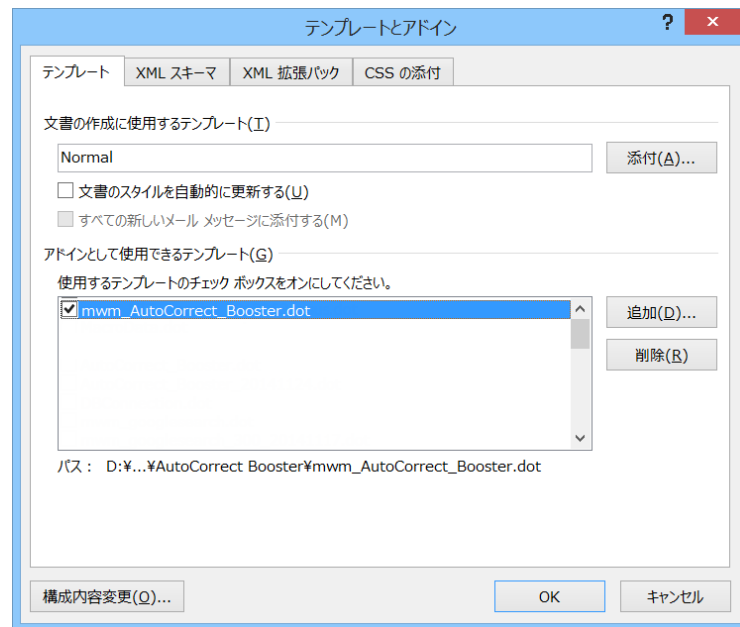 テンプレートとアドイン
? ×
テンプレート XML スキーマ XML 拡張パック CSS の添付
文書の作成に使用するテンプレート(T)
Normal 添付(A)...
文書のスタイルを自動的に更新する(U)
すべての新しいメール メッセージに添付する(M)
アドインとして使用できるテンプレート(G)
使用するテンプレートのチェック ボックスをオンにしてください。
mwm_AutoCorrect_Booster.dot 追加(D)...
削除(R)
パス： D:¥...¥AutoCorrect Booster¥mwm_AutoCorrect_Booster.dot
構成内容変更(O)... OK キャンセル